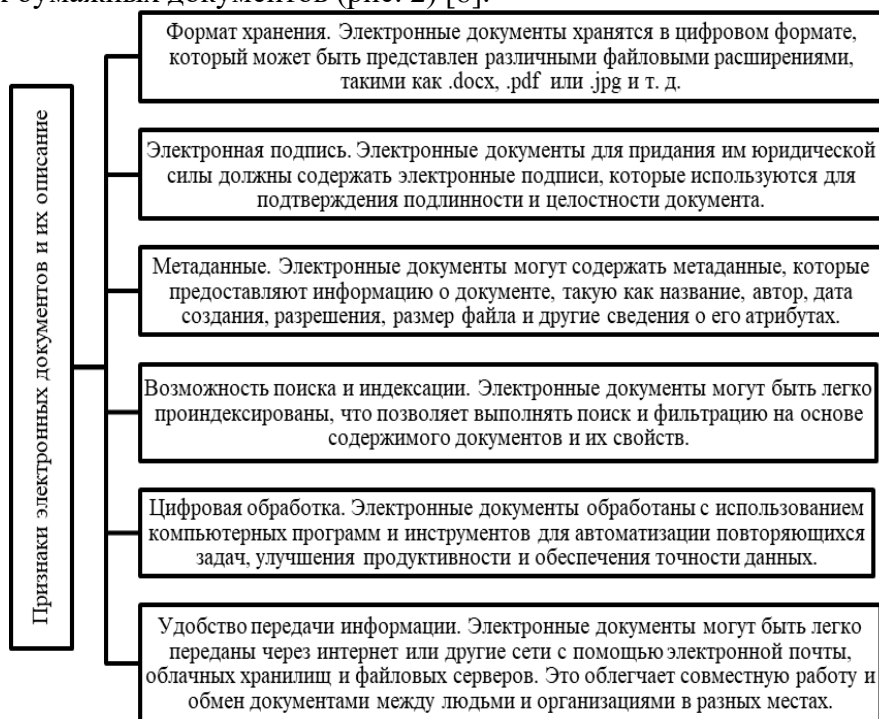 бумажных документов (рис. 2) [8].
Признаки электронных документов и их описание
Формат хранения. Электронные документы хранятся в цифровом формате,
который может быть представлен различными файловыми расширениями,
такими как .docx, .pdf или .jpg и т. д.
Электронная подпись. Электронные документы для придания им юридической
силы должны содержать электронные подписи, которые используются для
подтверждения подлинности и целостности документа.
Метаданные. Электронные документы могут содержать метаданные, которые
предоставляют информацию о документе, такую как название, автор, дата
создания, разрешения, размер файла и другие сведения о его атрибутах.
Возможность поиска и индексации. Электронные документы могут быть легко
проиндексированы, что позволяет выполнять поиск и фильтрацию на основе
содержимого документов и их свойств.
Цифровая обработка. Электронные документы обработаны с использованием
компьютерных программ и инструментов для автоматизации повторяющихся
задач, улучшения продуктивности и обеспечения точности данных.
Удобство передачи информации. Электронные документы могут быть легко
переданы через интернет или другие сети с помощью электронной почты,
облачных хранилищ и файловых серверов. Это облегчает совместную работу и
обмен документами между людьми и организациями в разных местах.